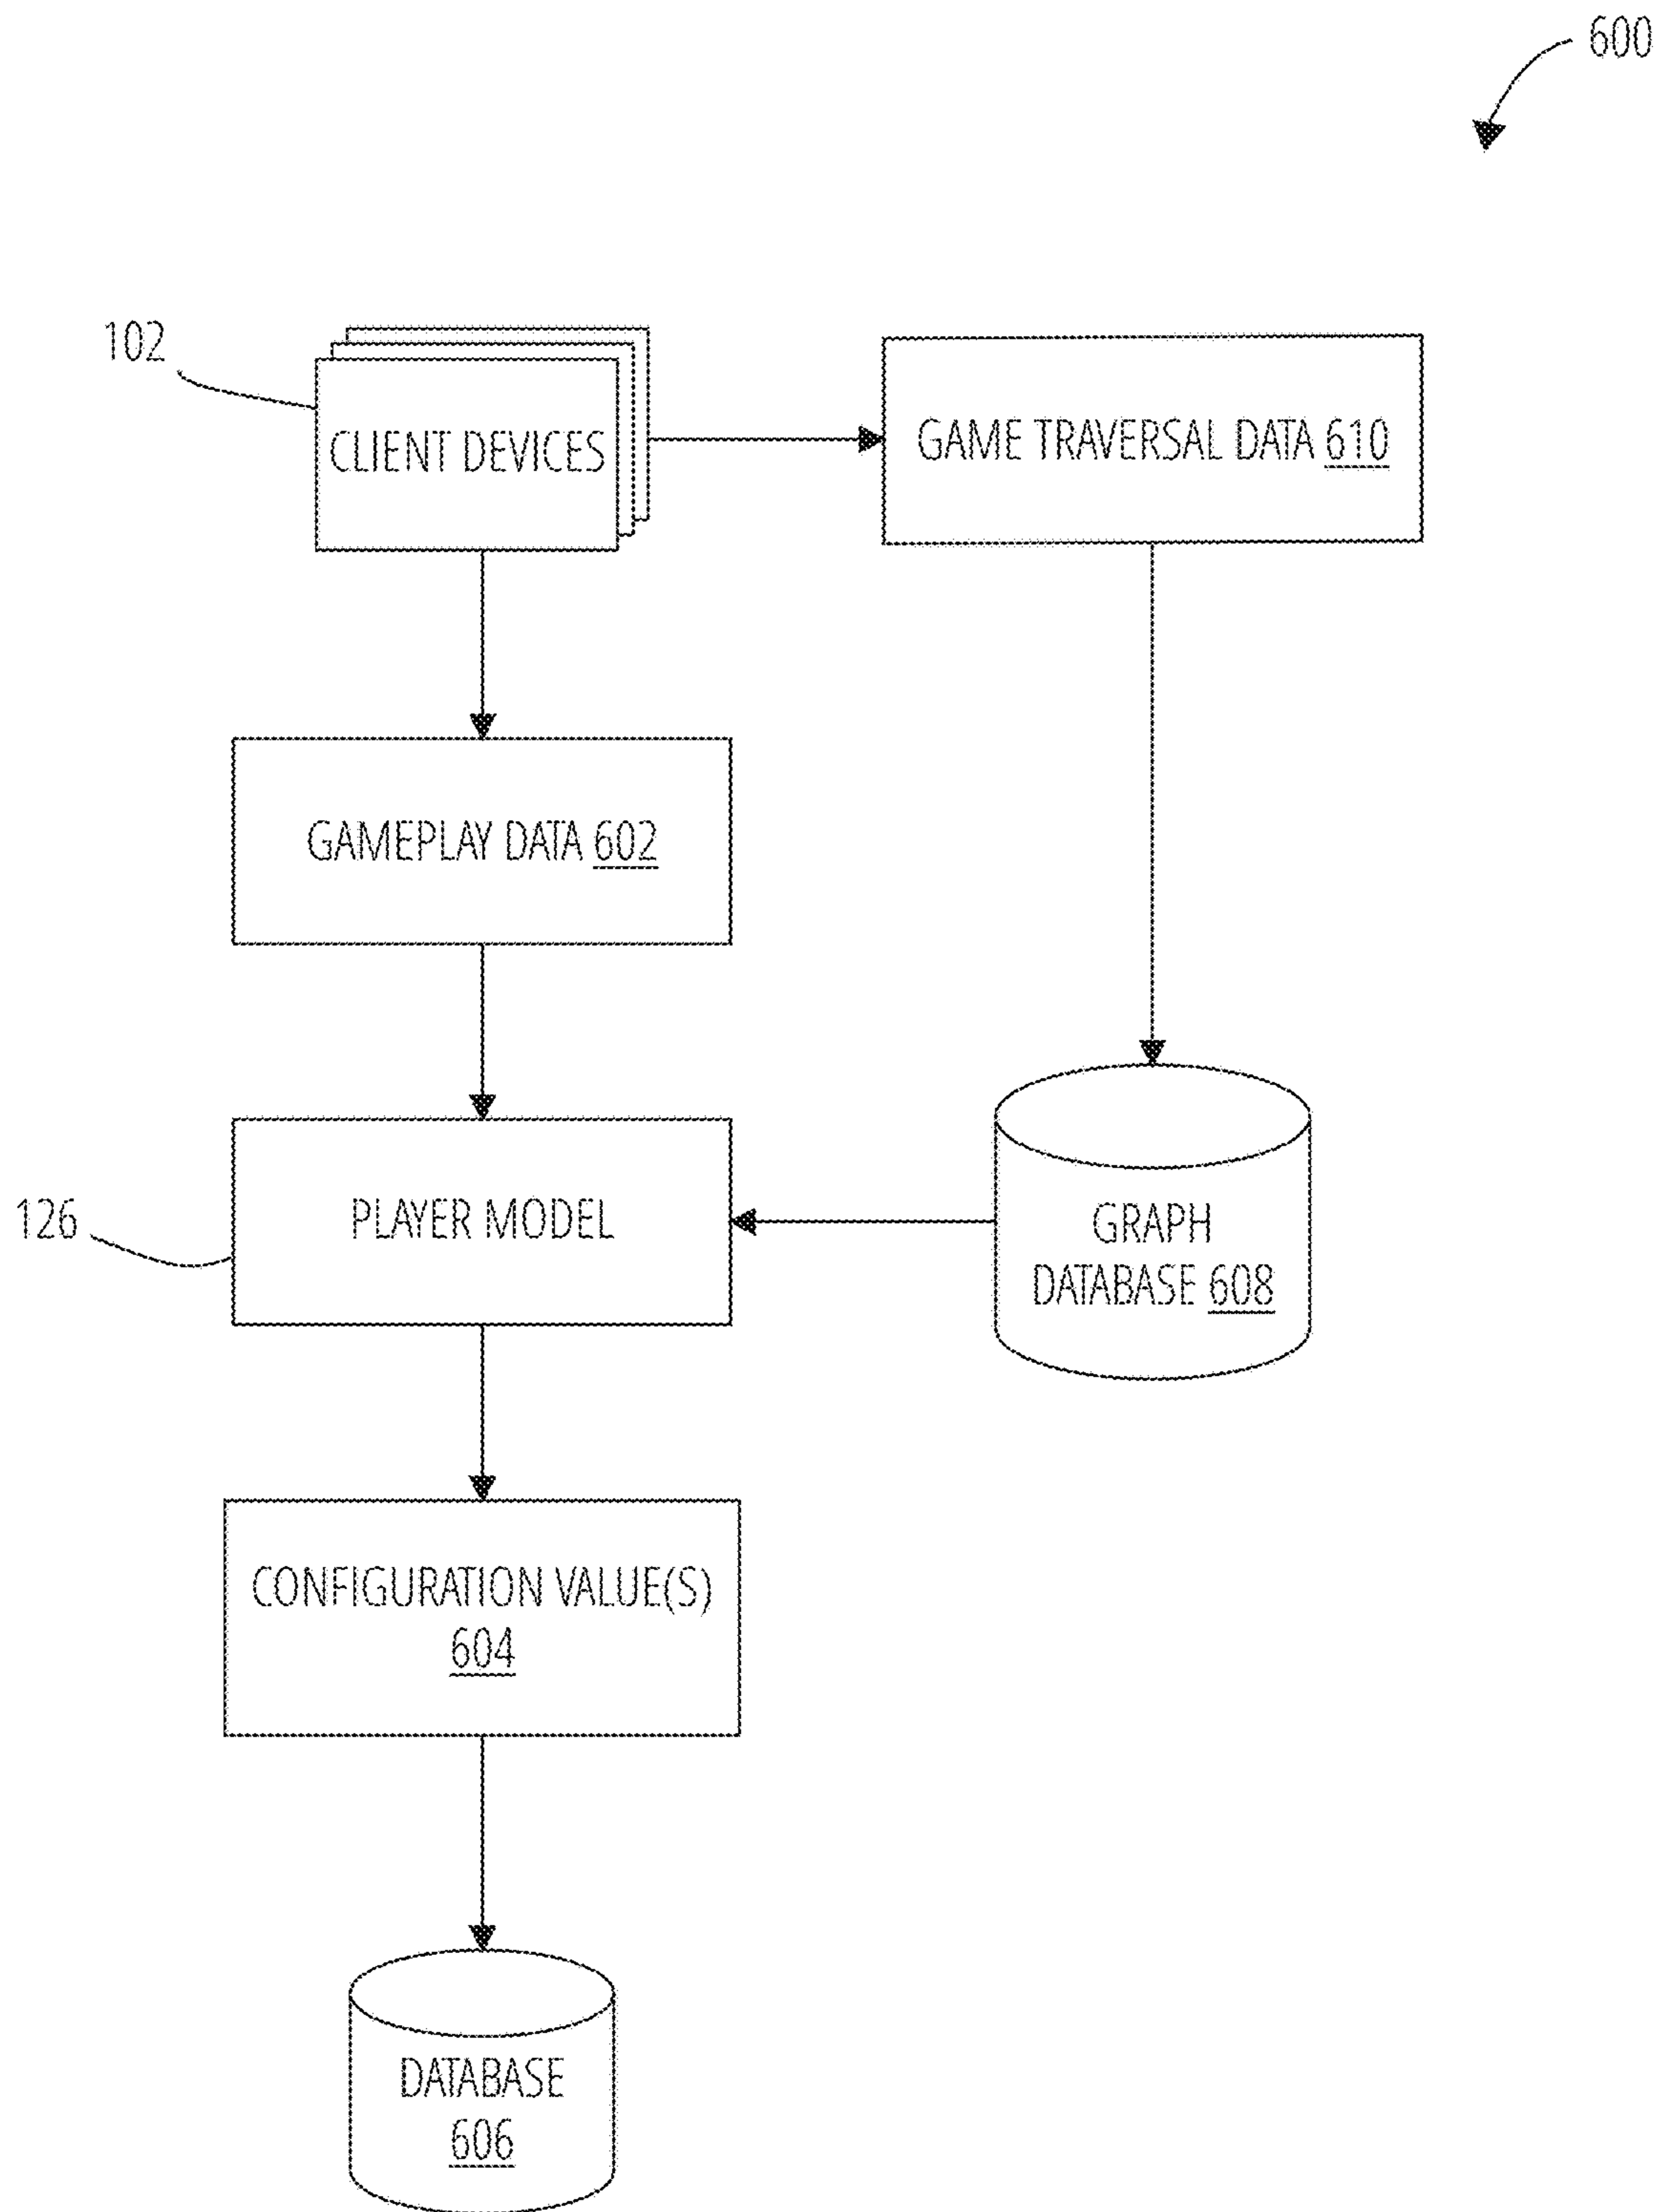 600
102
CLIENT DEVICES
GAME TRAVERSAL DATA 610
GAMEPLAY DATA 602
126
PLAYER MODEL
GRAPH
DATABASE 608
CONFIGURATION VALUE(S)
604
DATABASE
606